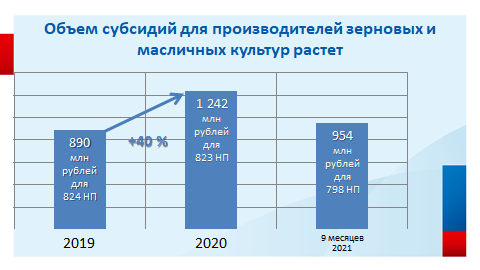 Объем субсидий для производителей зерновых и
масличных культур растет
890
млн
рублей
для
824 НП
+40 %
1 242
млн
рублей
для
823 НП
954
млн
рублей
для
798 НП
2019
2020
9 месяцев
2021